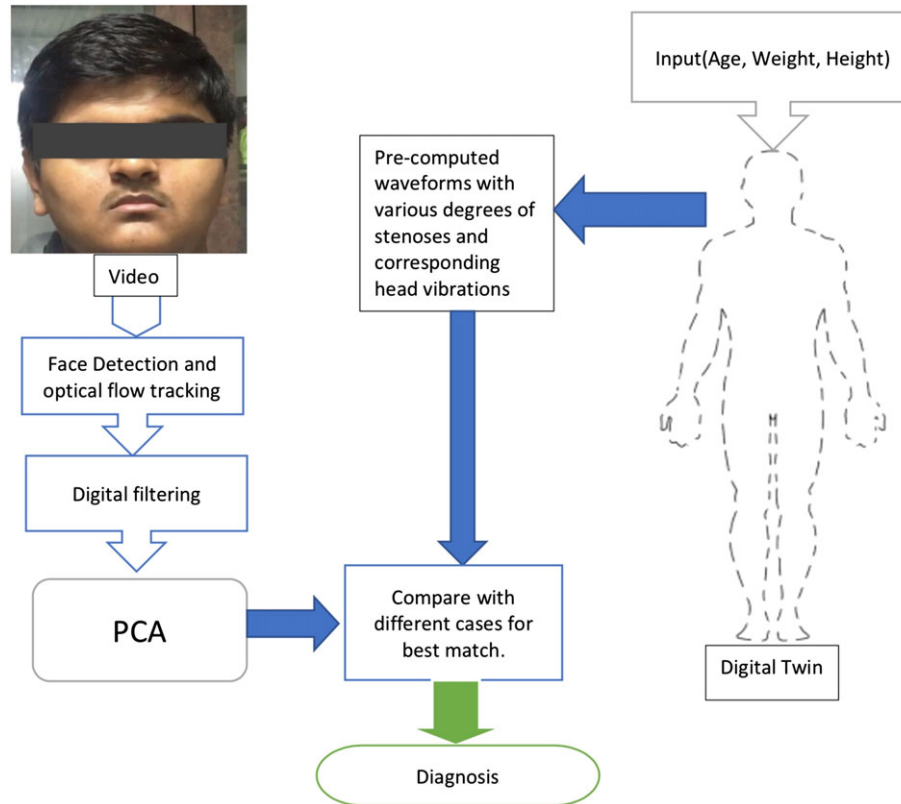 Input(Age, Weight, Height)
Pre-computed
waveforms with
various degrees of
stenoses and
corresponding
head vibrations
Video
Face Detection and
optical flow tracking
Digital filtering
PCA
Compare with
different cases for
best match.
Digital Twin
Diagnosis